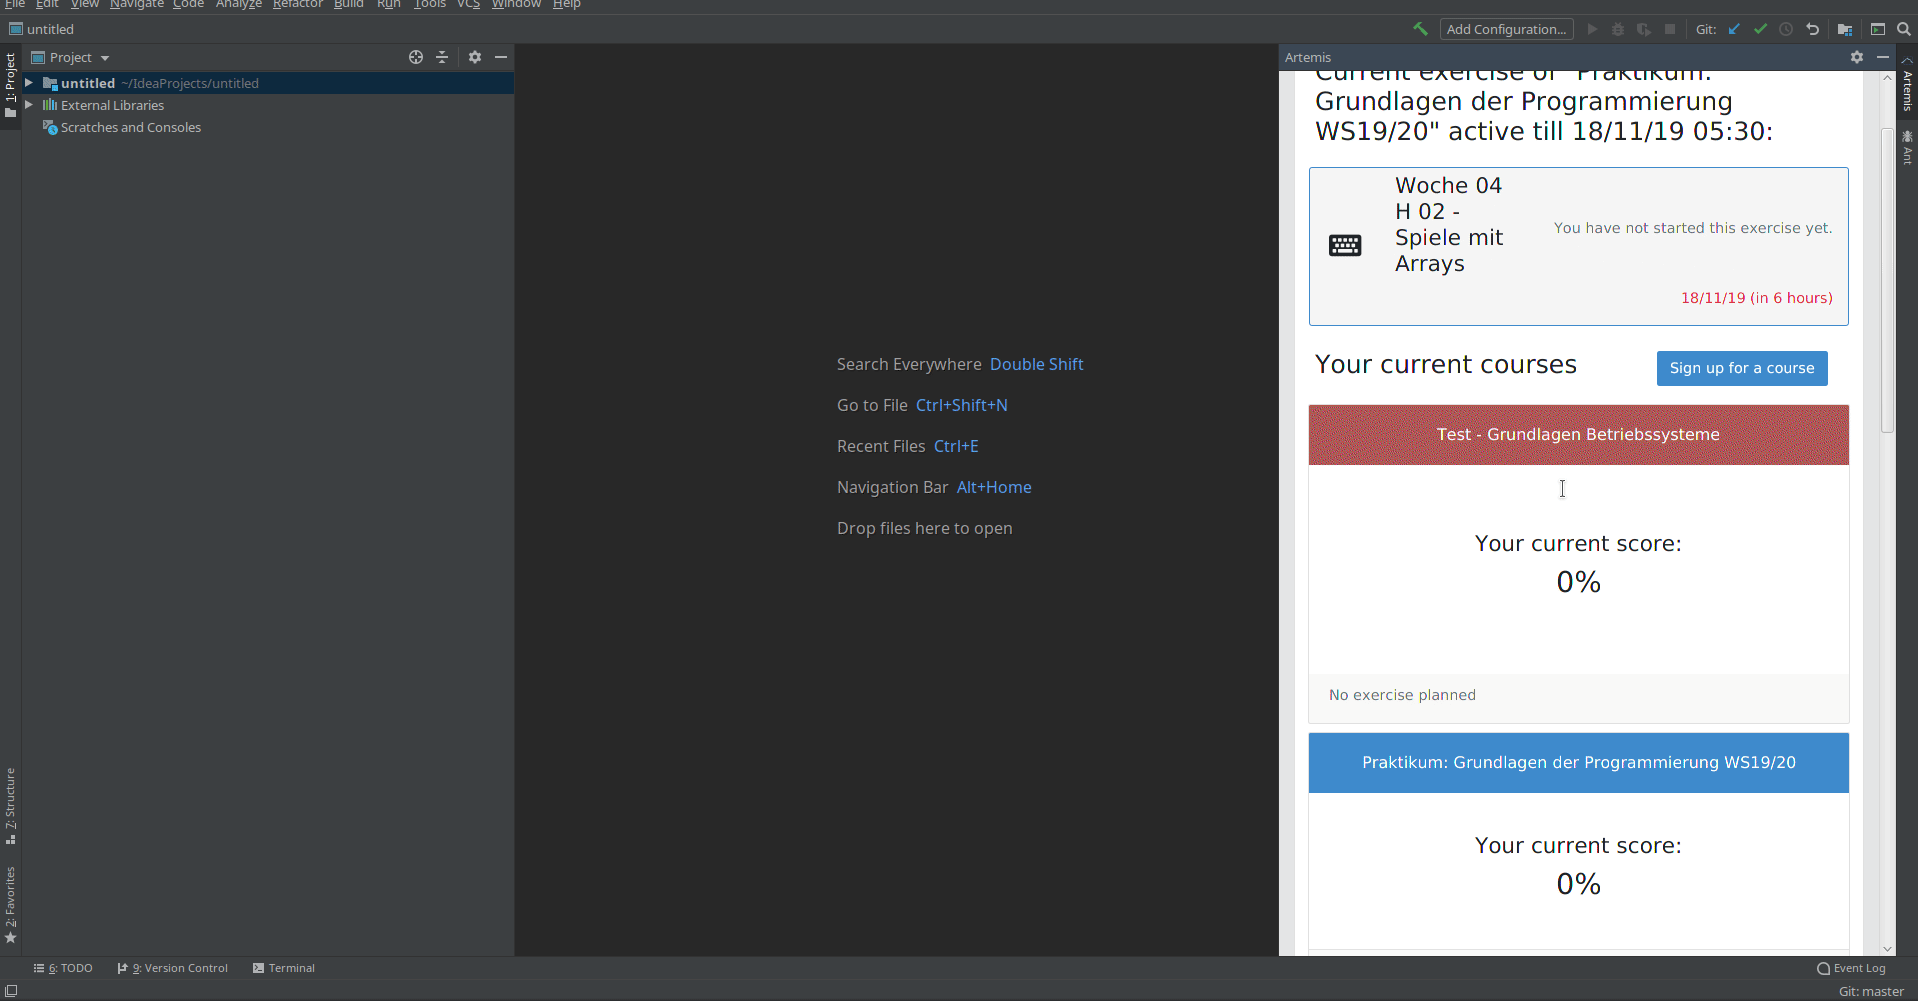 File Edit View Navigate Code Analyze Refactor Build Run Tools VCS Window Help
untitled
Add Configuration...
Git:
Project
Artemis
1: Project
untitled ~/IdeaProjects/untitled
External Libraries
Scratches and Consoles
7: Structure
2: Favorites
Search Everywhere Double Shift
Go to File Ctrl+Shift+N
Recent Files Ctrl+E
Navigation Bar Alt+Home
Drop files here to open
Current exercise of "Praktikum:
Grundlagen der Programmierung
WS19/20" active till 18/11/19 05:30:
Woche 04
H 02 -
Spiele mit
Arrays
You have not started this exercise yet.
18/11/19 (in 6 hours)
Your current courses
Sign up for a course
Test - Grundlagen Betriebssysteme
Your current score:
0%
No exercise planned
Praktikum: Grundlagen der Programmierung WS19/20
Your current score:
0%
Artemis
Ant
6: TODO
9: Version Control
Terminal
Event Log
Git: master